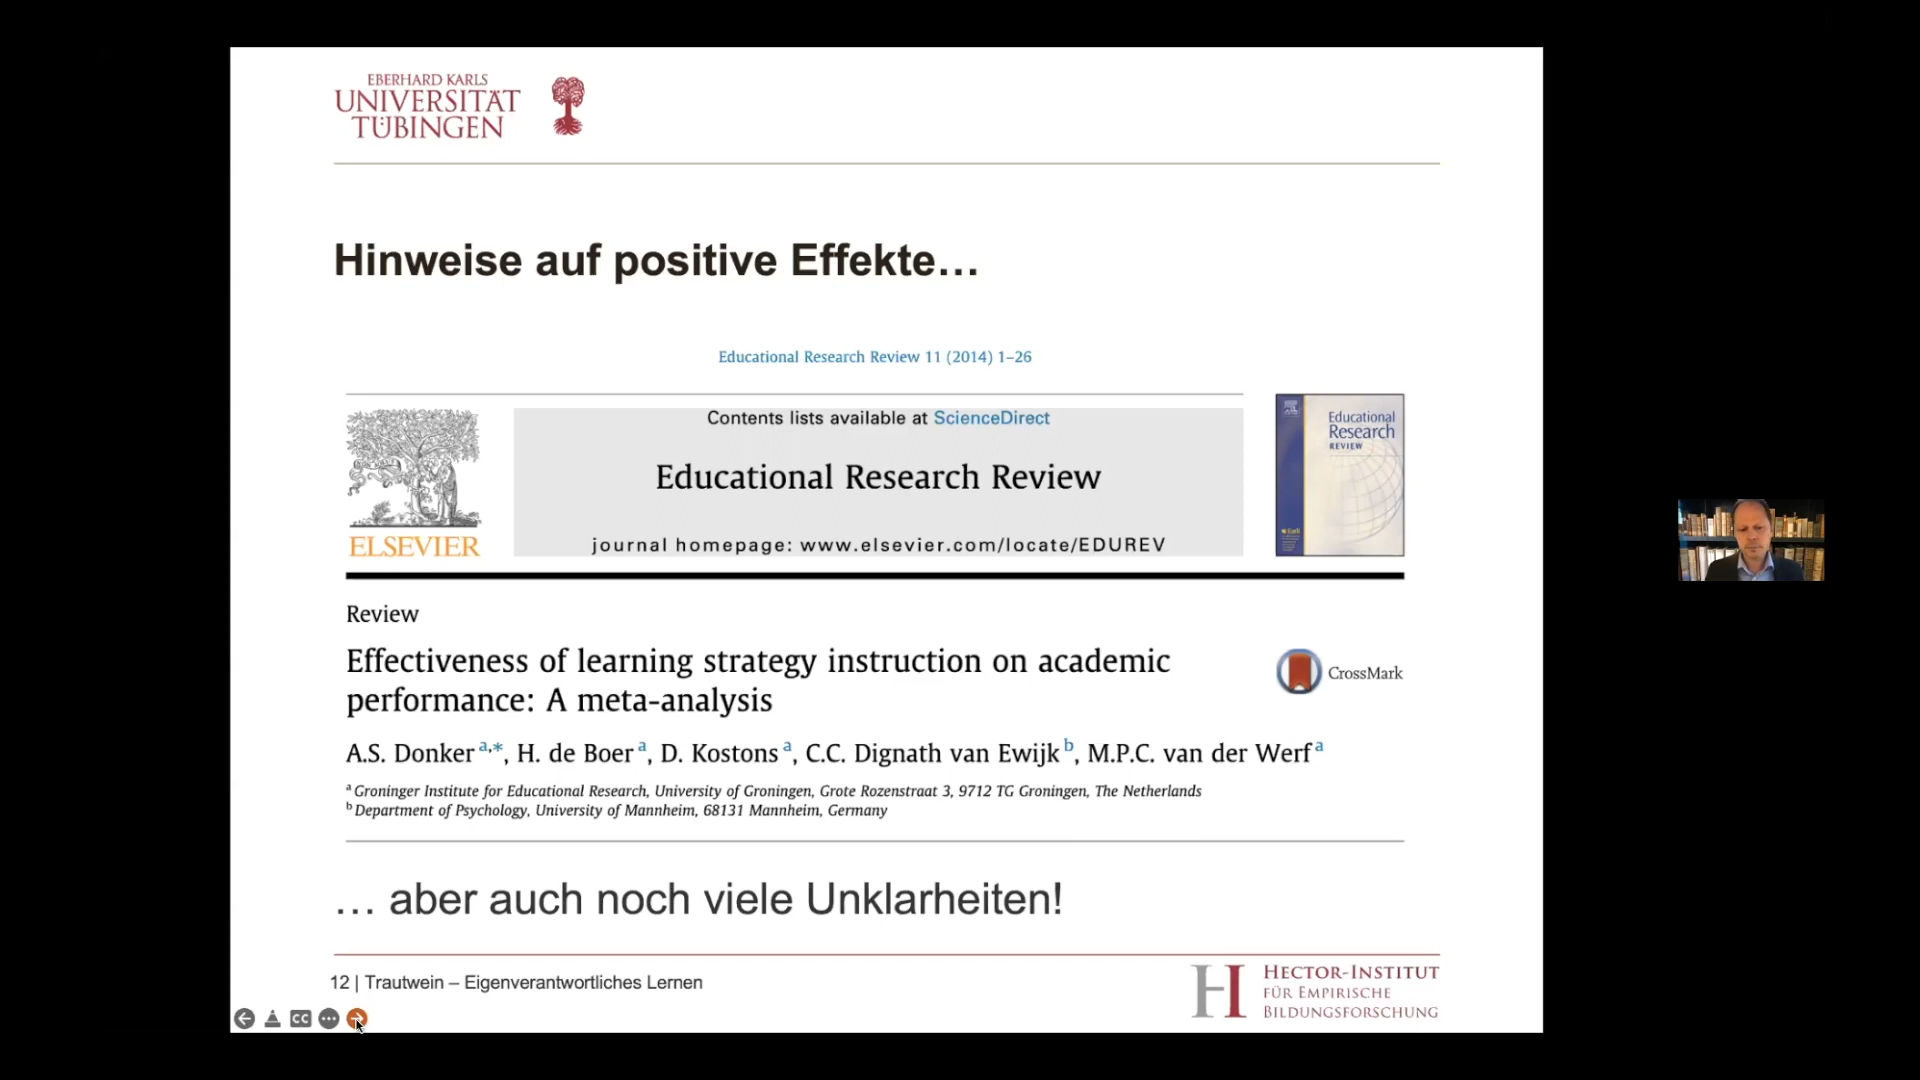 EBERHARD KARLS
UNIVERSITÄT
TÜBINGEN
Hinweise auf positive Effekte…
Educational Research Review 11 (2014) 1–26
Contents lists available at ScienceDirect
Educational Research Review
journal homepage: www.elsevier.com/locate/EDUREV
ELSEVIER
Educational
Research
REVIEW
Review
Effectiveness of learning strategy instruction on academic
performance: A meta-analysis
CrossMark
A.S. Donker a,*, H. de Boer a, D. Kostons a, C.C. Dignath van Ewijk b, M.P.C. van der Werf a
a Groninger Institute for Educational Research, University of Groningen, Grote Rozenstraat 3, 9712 TG Groningen, The Netherlands
b Department of Psychology, University of Mannheim, 68131 Mannheim, Germany
… aber auch noch viele Unklarheiten!
12 | Trautwein – Eigenverantwortliches Lernen
HECTOR-INSTITUT
FÜR EMPIRISCHE
BILDUNGSFORSCHUNG
CC